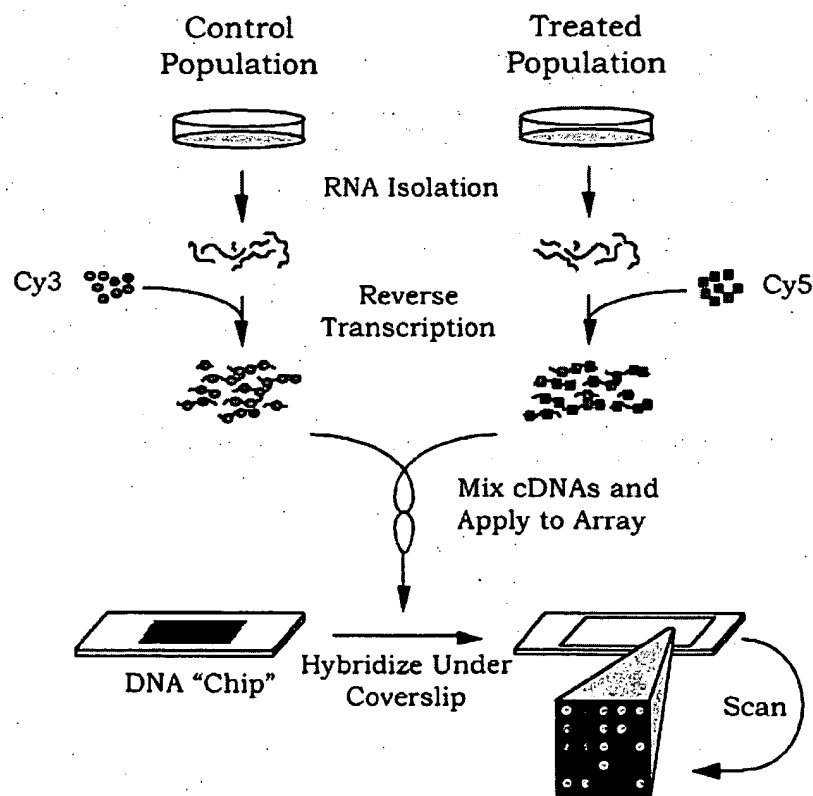 Control
Population
Treated
Population
RNA Isolation
Cy3
Reverse
Transcription
Cy5
Mix cDNAs and
Apply to Array
DNA "Chip"
Hybridize Under
Coverslip
Scan